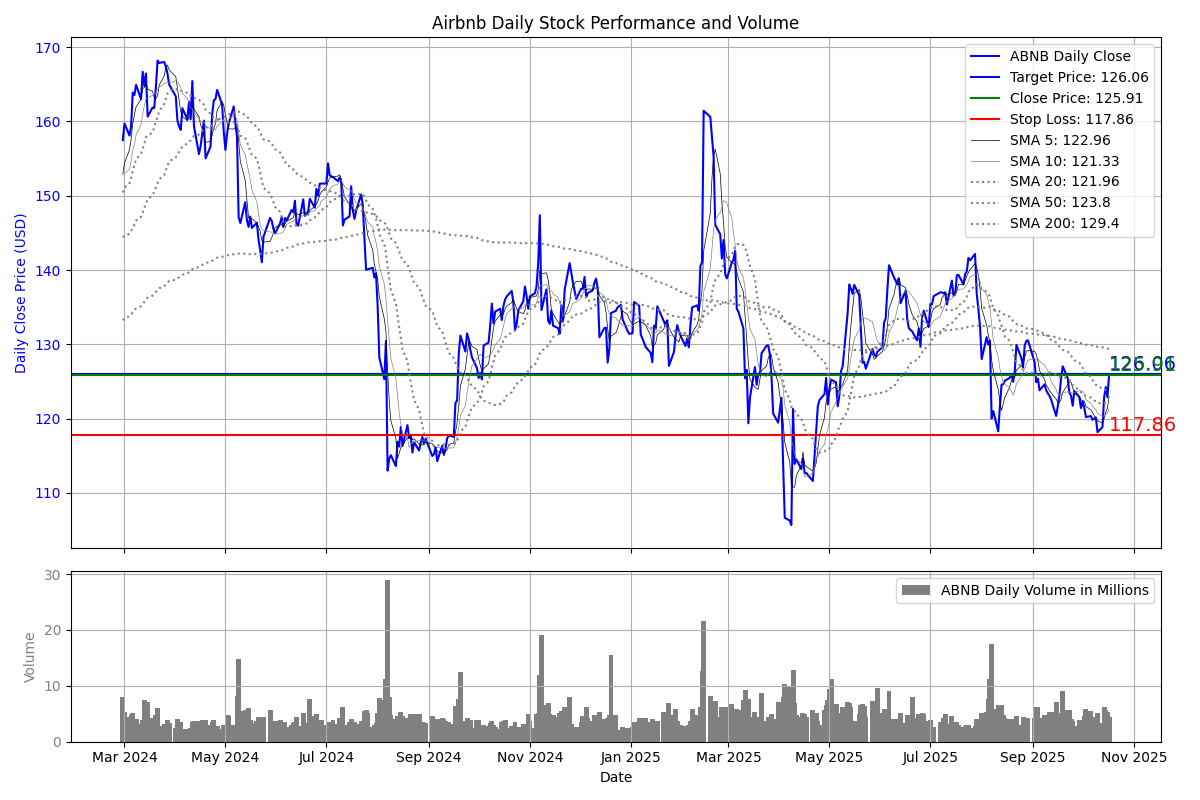 Airbnb Daily Stock Performance and Volume
170
160
150
140
130
120
110
Daily Close Price (USD)
ABNB Daily Close
Target Price: 126.06
Close Price: 125.91
Stop Loss: 117.86
SMA 5: 122.96
SMA 10: 121.33
SMA 20: 121.96
SMA 50: 123.8
SMA 200: 129.4
117.86
30
20
10
0
Volume
ABNB Daily Volume in Millions
Mar 2024
May 2024
Jul 2024
Sep 2024
Nov 2024
Jan 2025
Mar 2025
May 2025
Jul 2025
Sep 2025
Nov 2025
Date